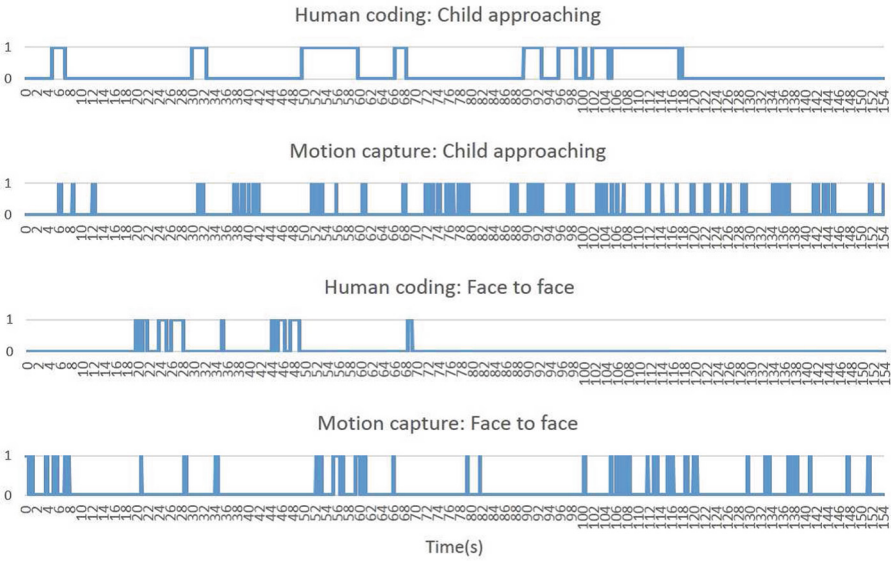 Human coding: Child approaching
1
0
0 2 4 6 8 10 12 14 16 18 20 22 24 26 28 30 32 34 36 38 40 42 44 46 48 50 52 54 56 58 60 62 64 66 68 70 72 74 76 78 80 82 84 86 88 90 92 94 96 98 100 102 104 106 108 110 112 114 116 118 120 122 124 126 128 130 132 134 136 138 140 142 144 146 148 150 152 154
Motion capture: Child approaching
1
0
0 2 4 6 8 10 12 14 16 18 20 22 24 26 28 30 32 34 36 38 40 42 44 46 48 50 52 54 56 58 60 62 64 66 68 70 72 74 76 78 80 82 84 86 88 90 92 94 96 98 100 102 104 106 108 110 112 114 116 118 120 122 124 126 128 130 132 134 136 138 140 142 144 146 148 150 152 154
Human coding: Face to face
1
0
0 2 4 6 8 10 12 14 16 18 20 22 24 26 28 30 32 34 36 38 40 42 44 46 48 50 52 54 56 58 60 62 64 66 68 70 72 74 76 78 80 82 84 86 88 90 92 94 96 98 100 102 104 106 108 110 112 114 116 118 120 122 124 126 128 130 132 134 136 138 140 142 144 146 148 150 152 154
Motion capture: Face to face
1
0
0 2 4 6 8 10 12 14 16 18 20 22 24 26 28 30 32 34 36 38 40 42 44 46 48 50 52 54 56 58 60 62 64 66 68 70 72 74 76 78 80 82 84 86 88 90 92 94 96 98 100 102 104 106 108 110 112 114 116 118 120 122 124 126 128 130 132 134 136 138 140 142 144 146 148 150 152 154
Time(s)